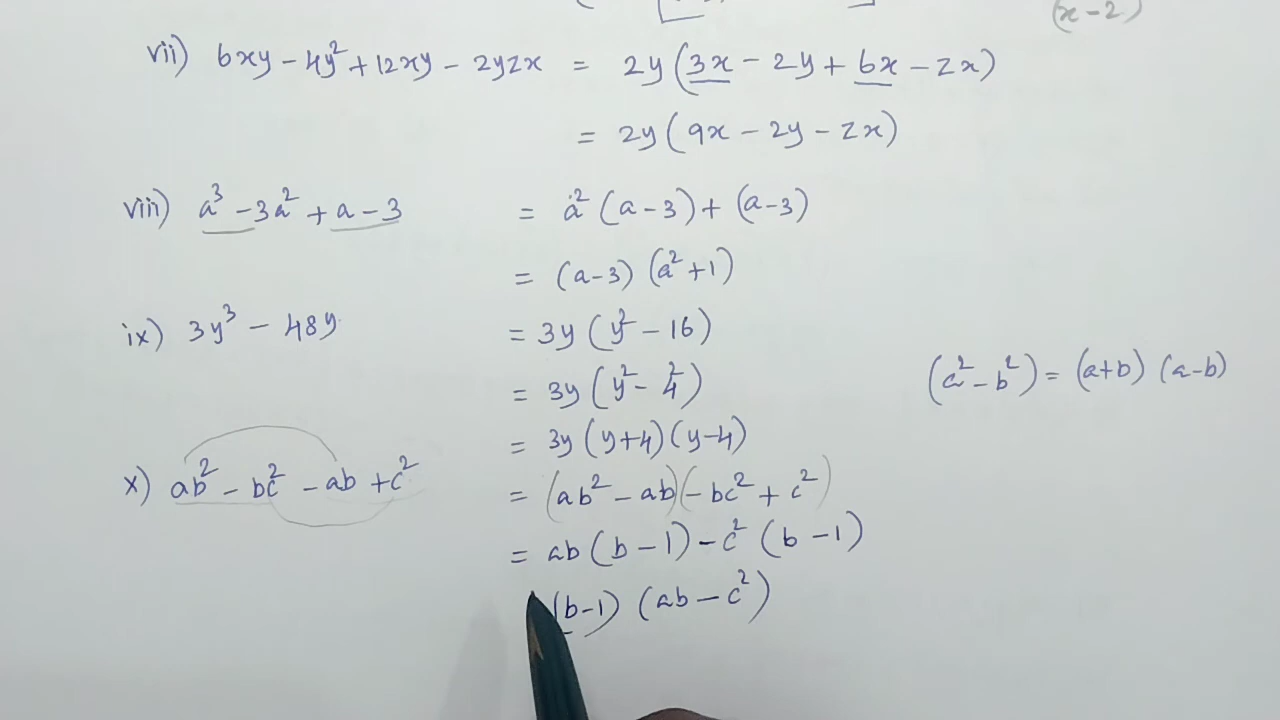 (x-2)
vii) 6xy - 4y² + 12xy - 2yzx = 2y (3x - 2y + 6x - zx)
= 2y (9x - 2y - zx)
viii) a³ - 3a² + a - 3 = a² (a-3) + (a-3)
= (a-3) (a² + 1)
ix) 3y³ - 48y = 3y (y² - 16)
= 3y (y² - 4²)
(a² - b²) = (a+b) (a-b)
= 3y (y+4) (y-4)
x) ab² - bc² - ab + c² = (ab² - ab) (- bc² + c²)
= ab (b - 1) - c² (b - 1)
(b-1) (ab - c²)